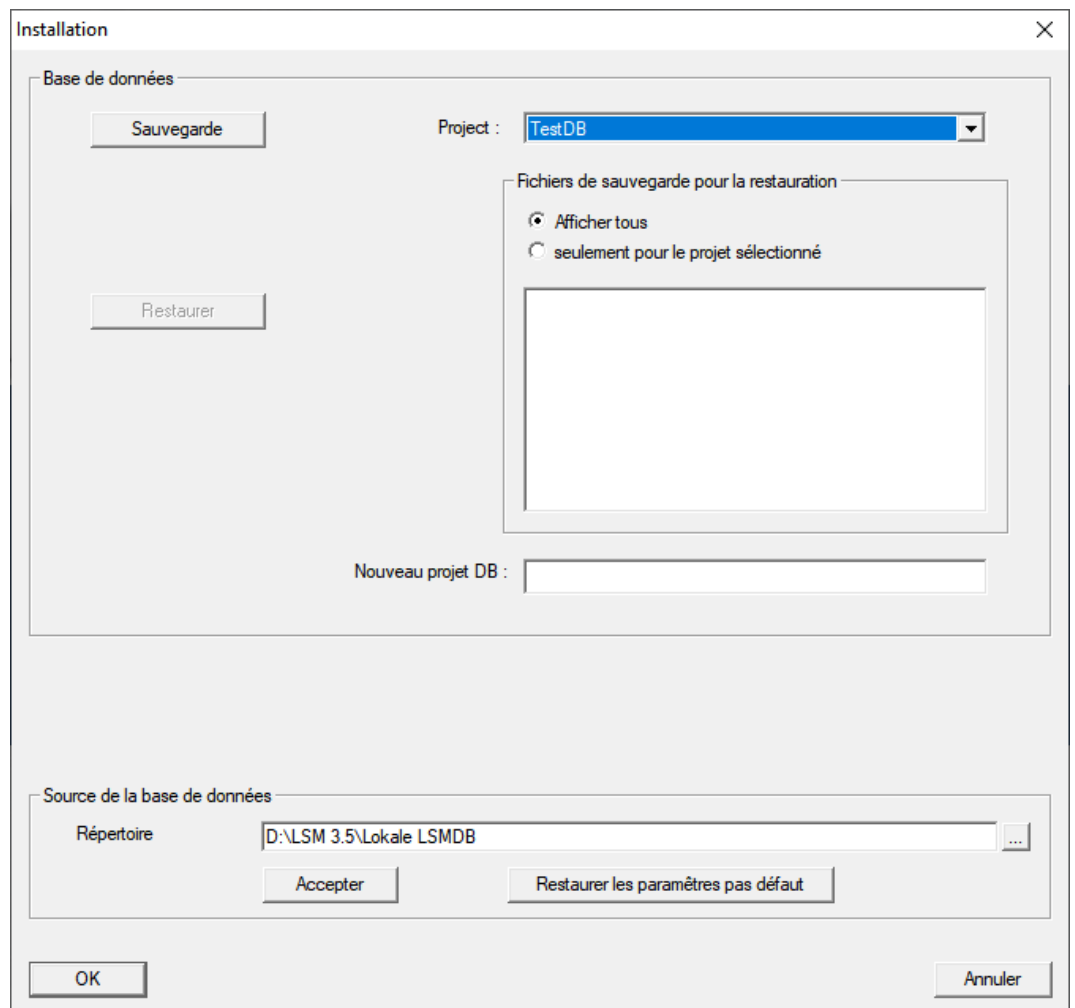 Installation
Base de données
Sauvegarde
Project :
TestDB
Fichiers de sauvegarde pour la restauration
Afficher tous
seulement pour le projet sélectionné
Restaurer
Nouveau projet DB :
Source de la base de données
Répertoire
D:\LSM 3.5\Lokale LSMDB
...
Accepter
Restaurer les paramêtres pas défaut
OK
Annuler